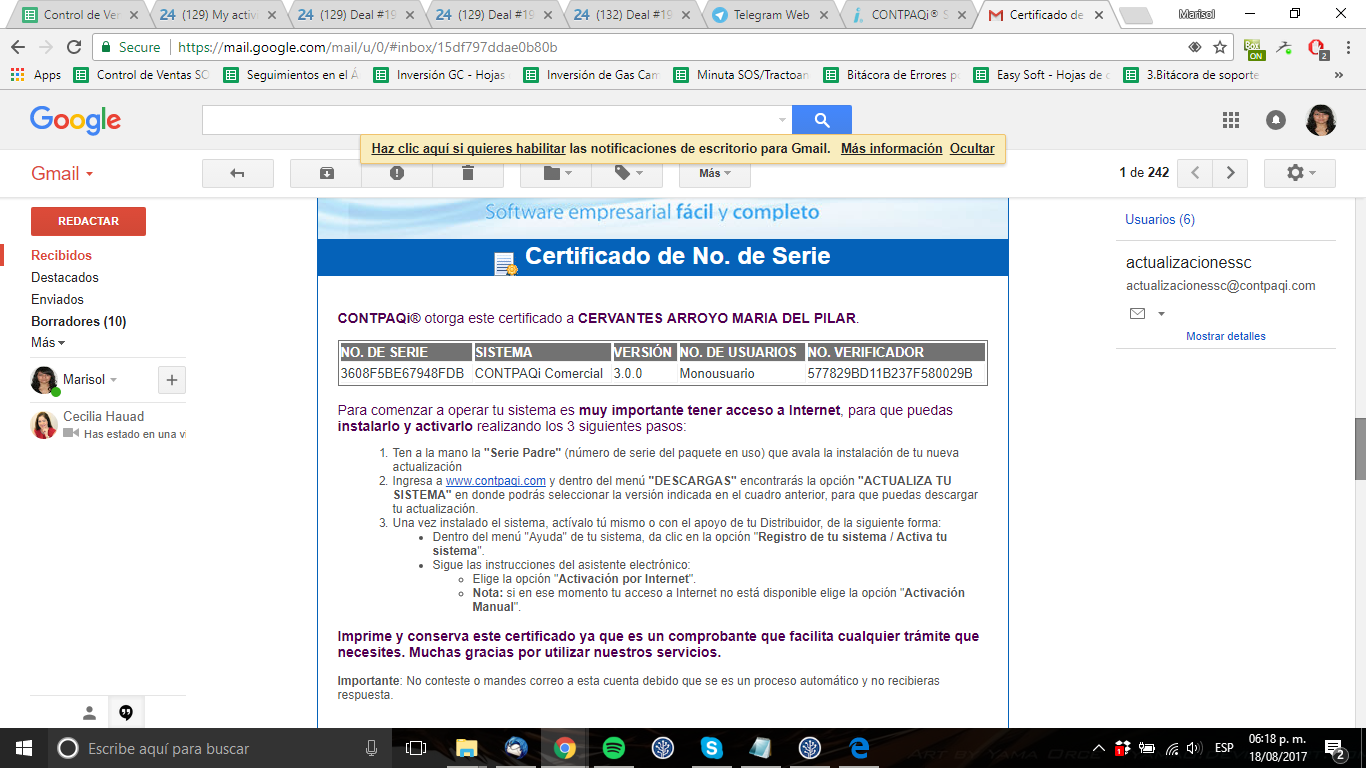 Control de Ve
24 (129) My activ
24 (129) Deal #19
24 (129) Deal #19
24 (132) Deal #19
Telegram Web
CONTPAQi® S
Certificado de
Marisol
Secure
https://mail.google.com/mail/u/0/#inbox/15df797ddae0b80b
ON
2
Apps
Control de Ventas SO
Seguimientos en el Á
Inversión GC - Hojas
Inversión de Gas Cam
Minuta SOS/Tractoan
Bitácora de Errores p
Easy Soft - Hojas de c
3.Bitácora de soporte
»
Google
Haz clic aquí si quieres habilitar las notificaciones de escritorio para Gmail. Más información Ocultar
Gmail
Más
1 de 242
REDACTAR
Recibidos
Destacados
Enviados
Borradores (10)
Más
Marisol
Cecilia Hauad
Has estado en una vi
Software empresarial fácil y completo
Certificado de No. de Serie
CONTPAQi® otorga este certificado a CERVANTES ARROYO MARIA DEL PILAR.
NO. DE SERIE SISTEMA VERSIÓN NO. DE USUARIOS NO. VERIFICADOR
3608F5BE67948FDB CONTPAQi Comercial 3.0.0 Monousuario 577829BD11B237F580029B
Para comenzar a operar tu sistema es muy importante tener acceso a Internet, para que puedas
instalarlo y activarlo realizando los 3 siguientes pasos:
1. Ten a la mano la "Serie Padre" (número de serie del paquete en uso) que avala la instalación de tu nueva
actualización
2. Ingresa a www.contpaqi.com y dentro del menú "DESCARGAS" encontrarás la opción "ACTUALIZA TU
SISTEMA" en donde podrás seleccionar la versión indicada en el cuadro anterior, para que puedas descargar
tu actualización.
3. Una vez instalado el sistema, actívalo tú mismo o con el apoyo de tu Distribuidor, de la siguiente forma:
Dentro del menú "Ayuda" de tu sistema, da clic en la opción "Registro de tu sistema / Activa tu
sistema".
Sigue las instrucciones del asistente electrónico:
Elige la opción "Activación por Internet".
Nota: si en ese momento tu acceso a Internet no está disponible elige la opción "Activación
Manual".
Imprime y conserva este certificado ya que es un comprobante que facilita cualquier trámite que
necesites. Muchas gracias por utilizar nuestros servicios.
Importante: No conteste o mandes correo a esta cuenta debido que se es un proceso automático y no recibieras
respuesta.
Usuarios (6)
actualizacionessc
actualizacionessc@contpaqi.com
Mostrar detalles
Escribe aquí para buscar
ESP
06:18 p. m.
18/08/2017
2